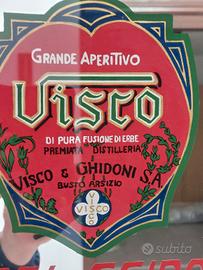 GRANDE APERITIVO
Visco
DI PURA FUSIONE DI ERBE
PREMIATA DISTILLERIA
VISCO & GHIDONI S.A.
BUSTO ARSIZIO
VISCO
subito